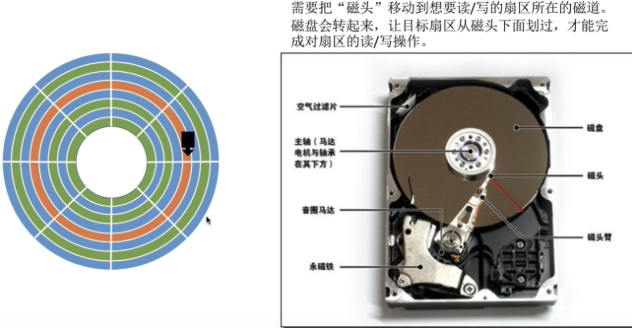 需要把“磁头”移动到想要读/写的扇区所在的磁道。
磁盘会转起来，让目标扇区从磁头下面划过，才能完
成对扇区的读/写操作。
空气过滤片
主轴（马达
电机与轴承
在其下方）
音圈马达
永磁铁
磁盘
磁头
磁头臂